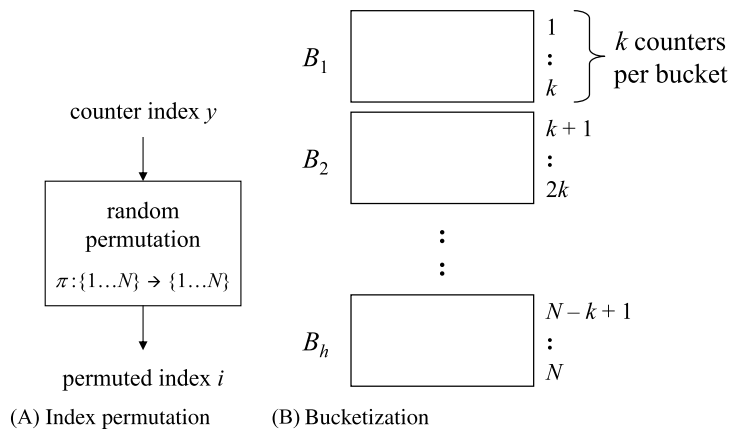 counter index y
random
permutation
π:{1…N} → {1…N}
permuted index i
(A) Index permutation
B1
1
:
k
k counters
per bucket
B2
k + 1
:
2k
:
:
Bh
N – k + 1
:
N
(B) Bucketization